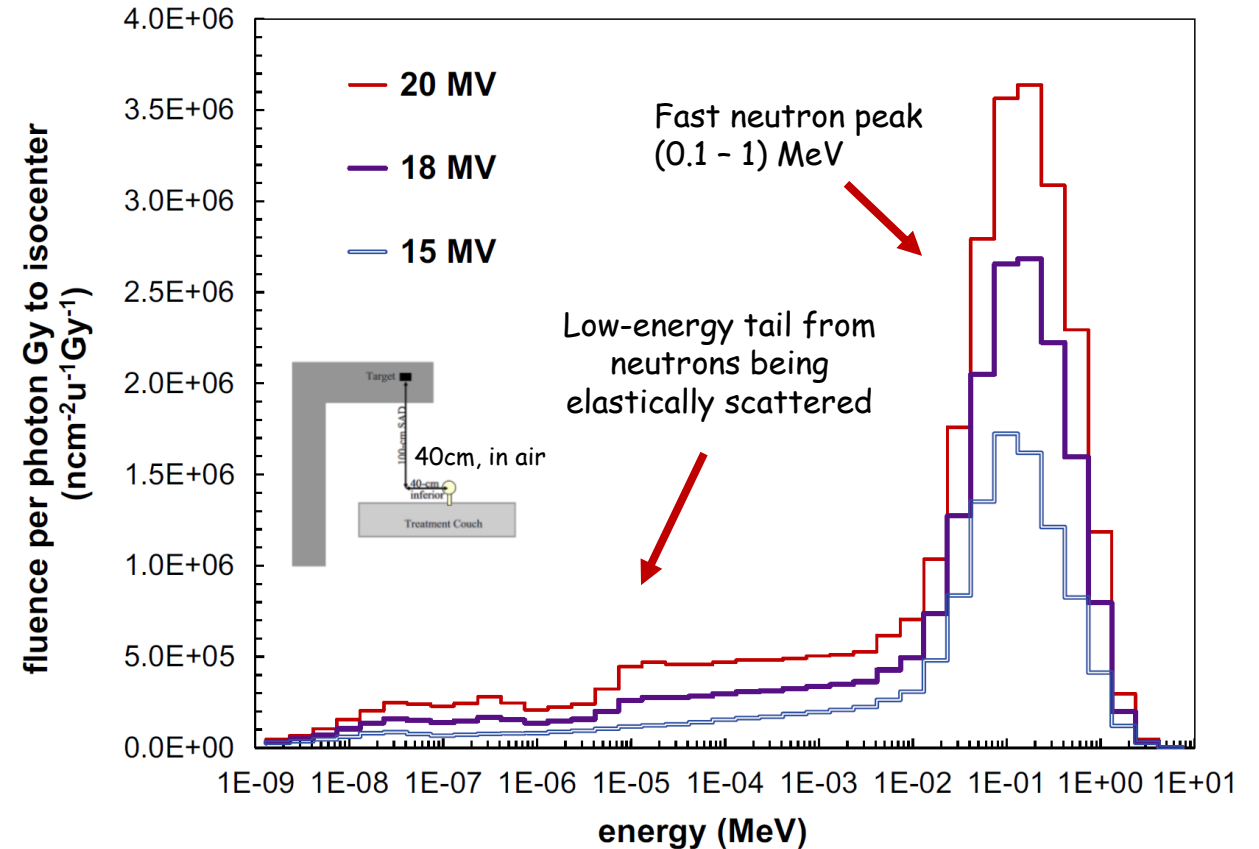 4.0E+06
3.5E+06
3.0E+06
2.5E+06
2.0E+06
1.5E+06
1.0E+06
5.0E+05
0.0E+00
fluence per photon Gy to isocenter
(ncm⁻²u⁻¹Gy⁻¹)
20 MV
18 MV
15 MV
Fast neutron peak
(0.1 – 1) MeV
Low-energy tail from
neutrons being
elastically scattered
Target
100-cm SAD
40cm, in air
40-cm
inferior
Treatment Couch
1E-09 1E-08 1E-07 1E-06 1E-05 1E-04 1E-03 1E-02 1E-01 1E+00 1E+01
energy (MeV)